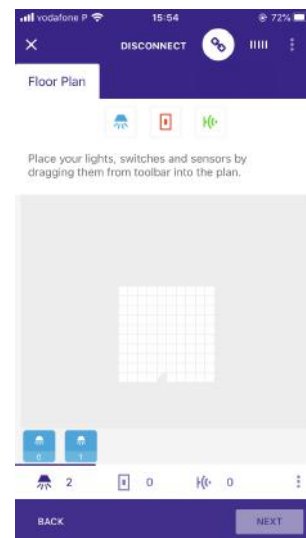 vodafone P 15:54 72%
DISCONNECT
Floor Plan
Place your lights, switches and sensors by
dragging them from toolbar into the plan.
0 1
2 0 0
BACK NEXT